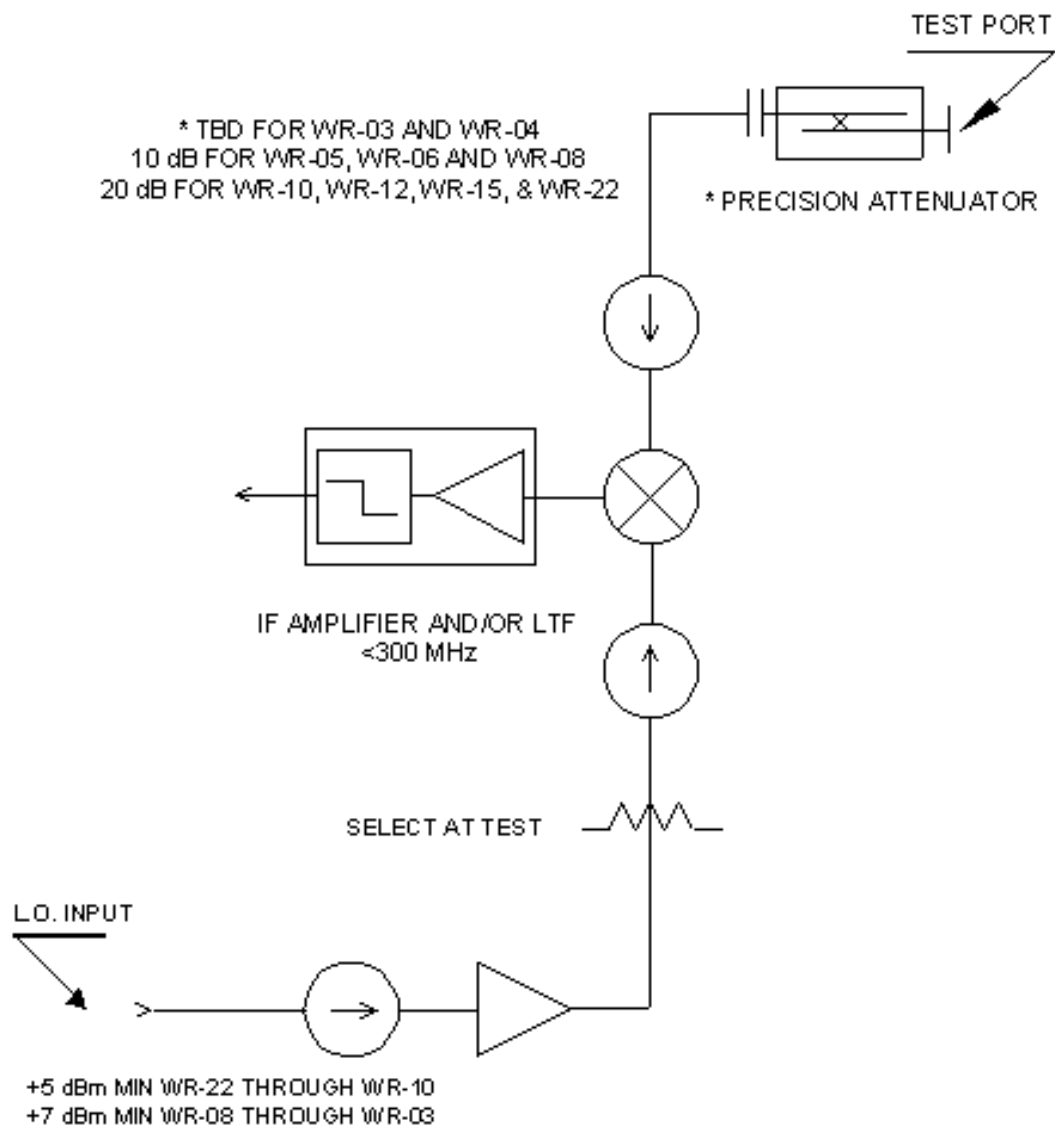 TEST PORT
* TBD FOR WR-03 AND WR-04
10 dB FOR WR-05, WR-06 AND WR-08
20 dB FOR WR-10, WR-12, WR-15, & WR-22
* PRECISION ATTENUATOR
IF AMPLIFIER AND/OR LTF
<300 MHz
SELECT AT TEST
L.O. INPUT
+5 dBm MIN WR-22 THROUGH WR-10
+7 dBm MIN WR-08 THROUGH WR-03